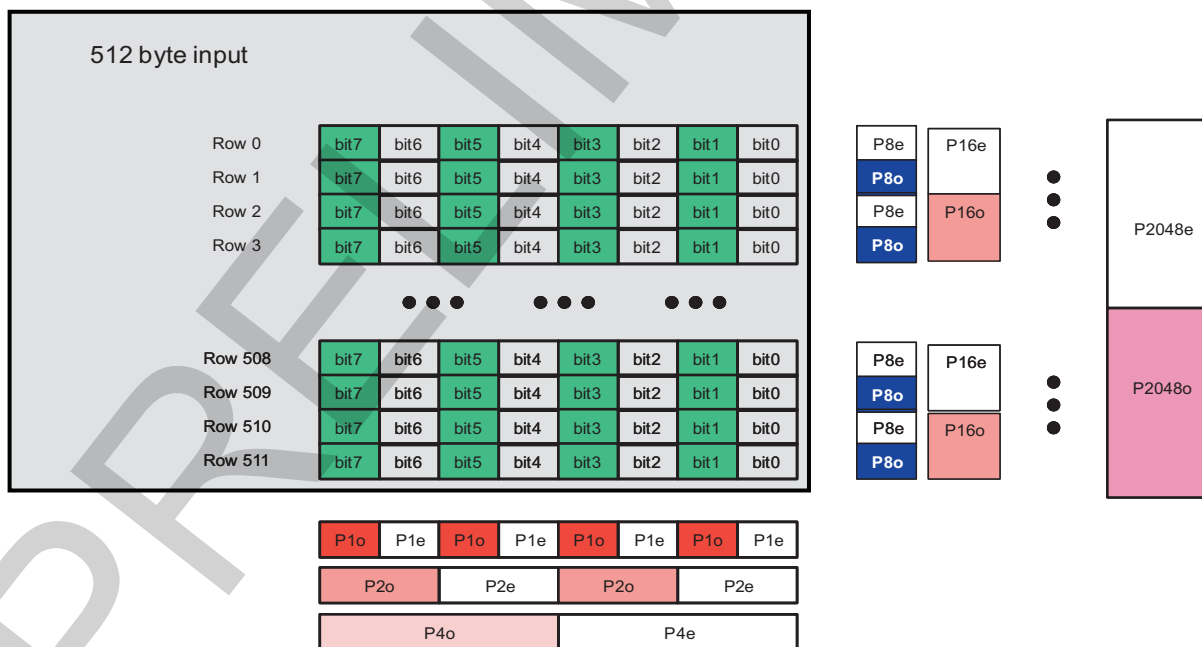 512 byte input
Row 0 bit7 bit6 bit5 bit4 bit3 bit2 bit1 bit0 P8e P16e
Row 1 bit7 bit6 bit5 bit4 bit3 bit2 bit1 bit0 P8o
Row 2 bit7 bit6 bit5 bit4 bit3 bit2 bit1 bit0 P8e P16o
P2048e
Row 3 bit7 bit6 bit5 bit4 bit3 bit2 bit1 bit0 P8o
Row 508 bit7 bit6 bit5 bit4 bit3 bit2 bit1 bit0 P8e P16e
Row 509 bit7 bit6 bit5 bit4 bit3 bit2 bit1 bit0 P8o P2048o
Row 510 bit7 bit6 bit5 bit4 bit3 bit2 bit1 bit0 P8e P16o
Row 511 bit7 bit6 bit5 bit4 bit3 bit2 bit1 bit0 P8o
P1o P1e P1o P1e P1o P1e P1o P1e
P2o P2e P2o P2e
P4o P4e
PRELIM